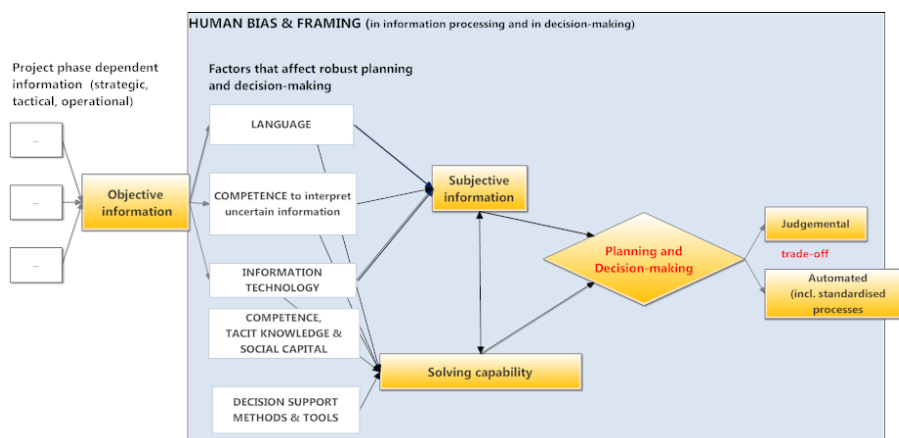 HUMAN BIAS & FRAMING (in information processing and in decision-making)
Project phase dependent
information (strategic,
tactical, operational)
...
...
...
Objective
information
Factors that affect robust planning
and decision-making
LANGUAGE
COMPETENCE to interpret
uncertain information
INFORMATION
TECHNOLOGY
COMPETENCE,
TACIT KNOWLEDGE &
SOCIAL CAPITAL
DECISION SUPPORT
METHODS & TOOLS
Subjective
information
Solving capability
Planning and
Decision-making
Judgemental
trade-off
Automated
(incl. standardised
processes